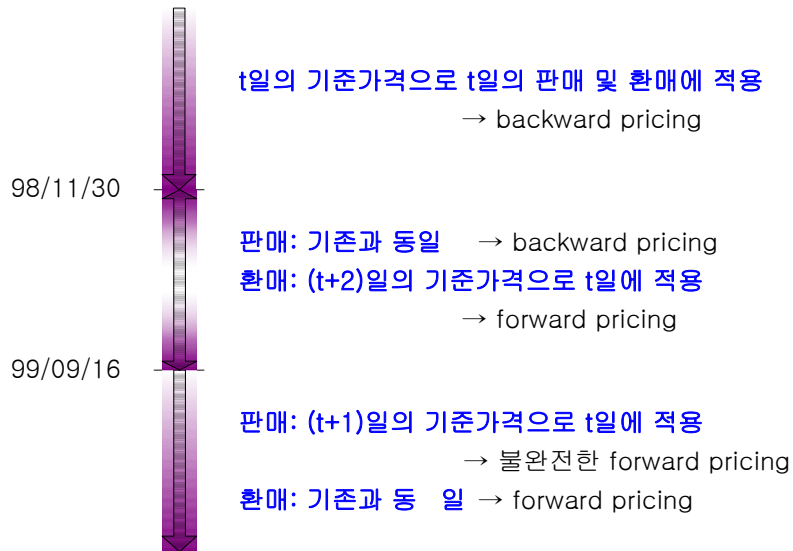 t일의 기준가격으로 t일의 판매 및 환매에 적용
→ backward pricing
98/11/30
판매: 기존과 동일 → backward pricing
환매: (t+2)일의 기준가격으로 t일에 적용
→ forward pricing
99/09/16
판매: (t+1)일의 기준가격으로 t일에 적용
→ 불완전한 forward pricing
환매: 기존과 동 일 → forward pricing